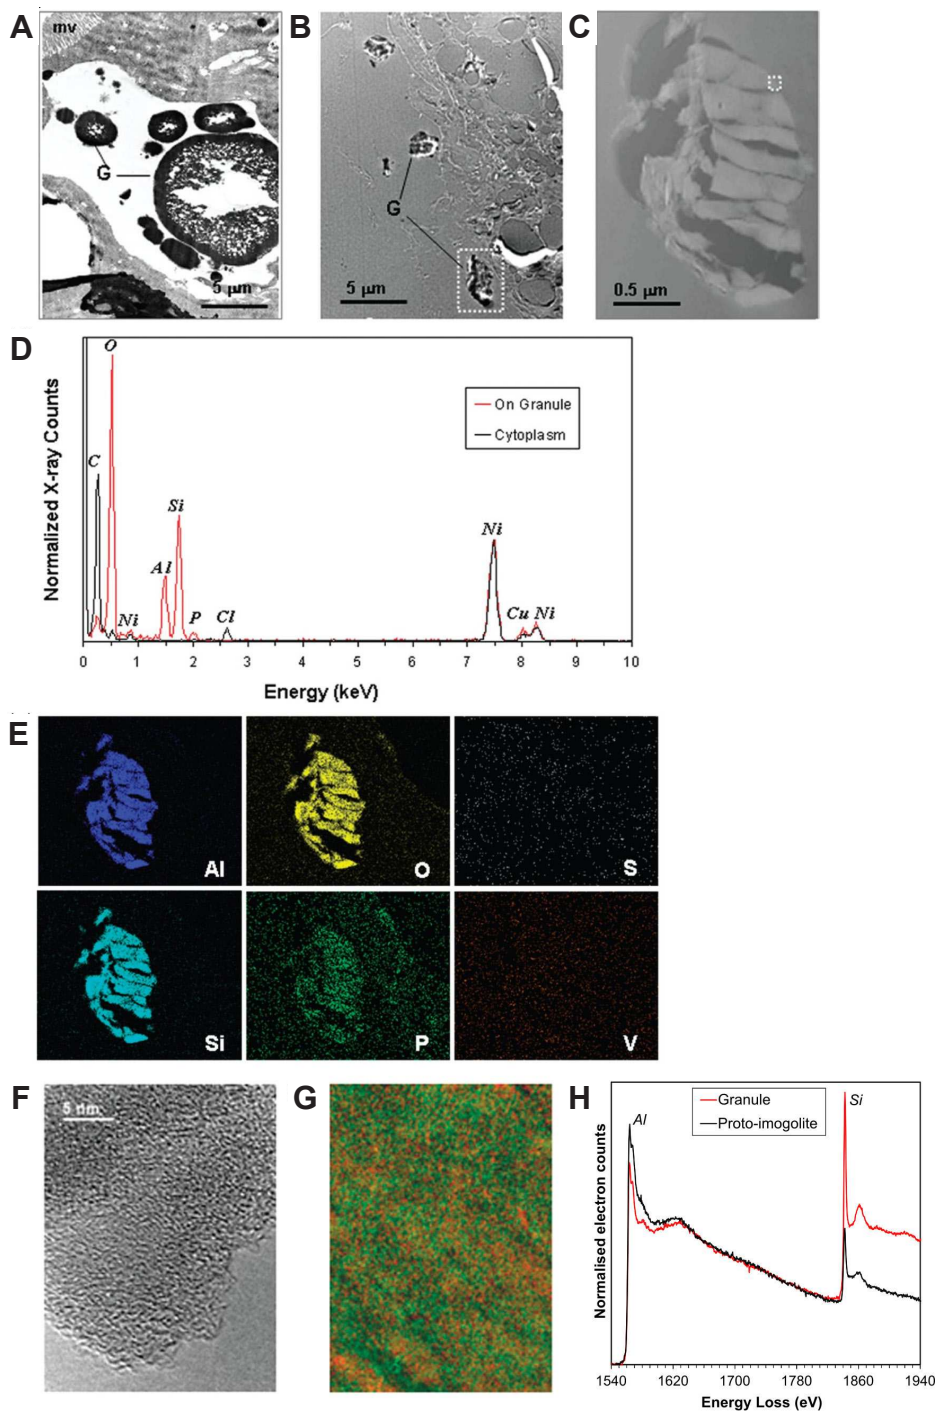 A
B
C
mv
G
G
5 μm
5 μm
0.5 μm
D
Normalized X-ray Counts
O
C
Si
Al
Ni
P
Cl
Ni
Cu
Ni
On Granule
Cytoplasm
0 1 2 3 4 5 6 7 8 9 10
Energy (keV)
E
Al
O
S
Si
P
V
F
5 nm
G
H
Normalised electron counts
Granule
Proto-imogolite
Al
Si
1540 1620 1700 1780 1860 1940
Energy Loss (eV)